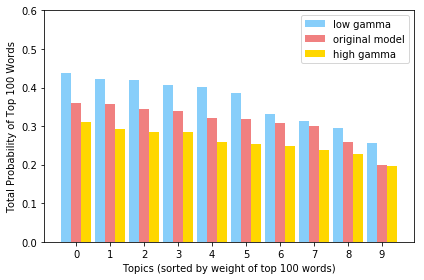 0.6
0.5
0.4
0.3
0.2
0.1
0.0
Total Probability of Top 100 Words
low gamma
original model
high gamma
0 1 2 3 4 5 6 7 8 9
Topics (sorted by weight of top 100 words)